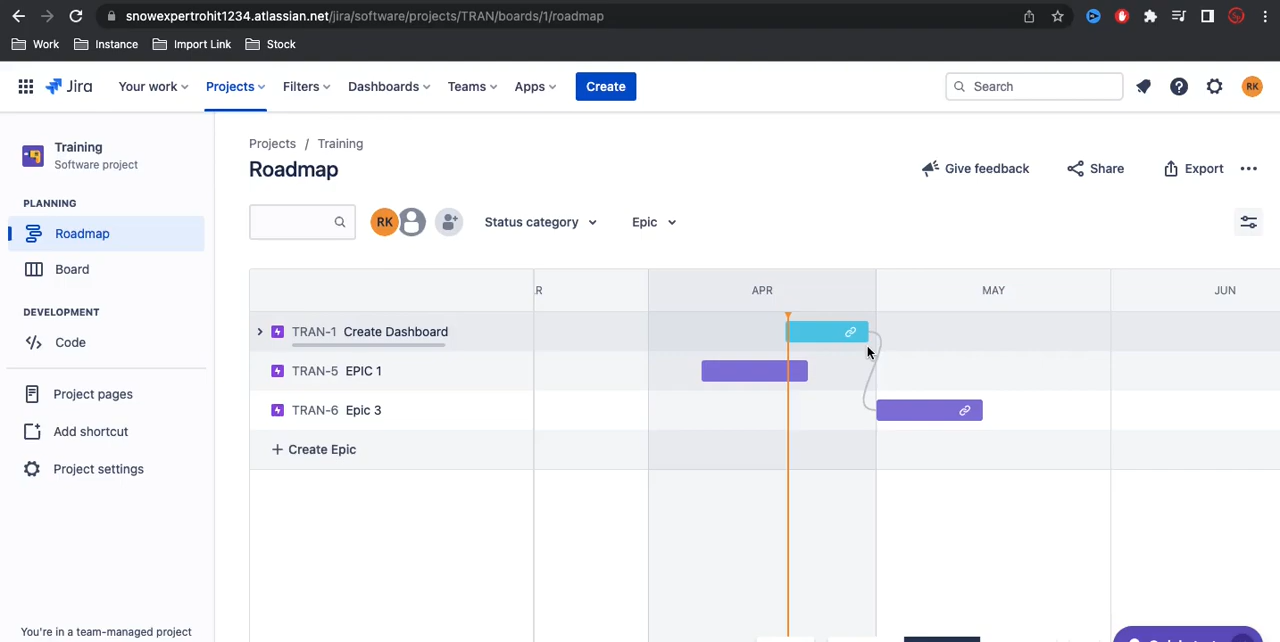 snowexpertrohit1234.atlassian.net/jira/software/projects/TRAN/boards/1/roadmap
Work Instance Import Link Stock
Jira Your work Projects Filters Dashboards Teams Apps Create Search RK
Training
Software project
PLANNING
Roadmap
Board
DEVELOPMENT
Code
Project pages
Add shortcut
Project settings
You're in a team-managed project
Projects / Training
Roadmap
Give feedback Share Export
RK Status category Epic
APR MAY JUN
TRAN-1 Create Dashboard
TRAN-5 EPIC 1
TRAN-6 Epic 3
+ Create Epic